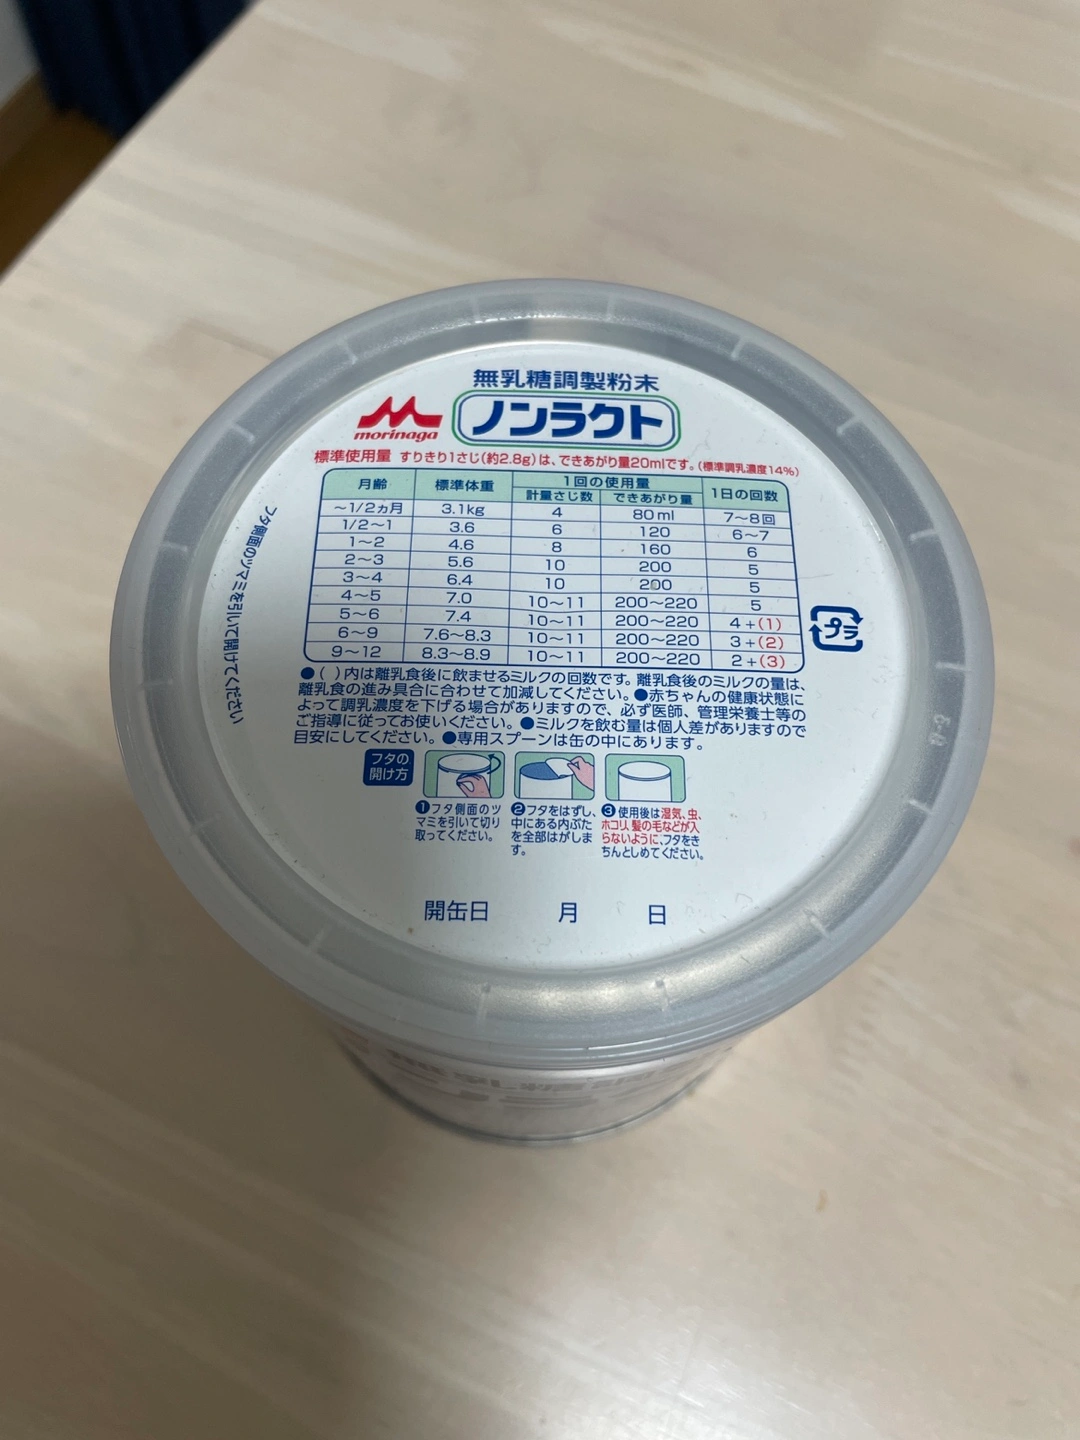 無乳糖調製粉末
morinaga ノンラクト
標準使用量 すりきり1さじ(約2.8g)は、できあがり量20mlです。(標準調乳濃度14%)
月齢 標準体重 1回の使用量 1日の回数
計量さじ数 できあがり量
～1/2ヵ月 3.1kg 4 80ml 7～8回
1/2～1 3.6 6 120 6～7
1～2 4.6 8 160 6
2～3 5.6 10 200 5
3～4 6.4 10 200 5
4～5 7.0 10～11 200～220 5
5～6 7.4 10～11 200～220 4+(1)
6～9 7.6～8.3 10～11 200～220 3+(2)
9～12 8.3～8.9 10～11 200～220 2+(3)
プラ
フタ側面のツマミを引いて開けてください
●( )内は離乳食後に飲ませるミルクの回数です。離乳食後のミルクの量は、
離乳食の進み具合に合わせて加減してください。●赤ちゃんの健康状態に
よって調乳濃度を下げる場合がありますので、必ず医師、管理栄養士等の
ご指導に従ってお使いください。●ミルクを飲む量は個人差がありますので
目安にしてください。●専用スプーンは缶の中にあります。
フタの
開け方
❶フタ側面のツ
マミを引いて切り
取ってください。
❷フタをはずし、
中にある内ぶた
を全部はがしま
す。
❸使用後は湿気、虫、
ホコリ、髪の毛などが入
らないように、フタをき
ちんとしめてください。
開缶日 月 日